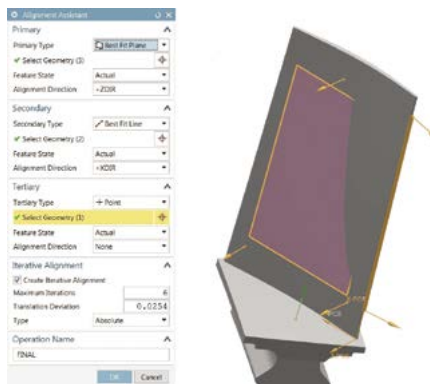 Alignment Assistant
Primary
Primary Type Best Fit Plane
Select Geometry (3)
Feature State Actual
Alignment Direction +ZDIR
Secondary
Secondary Type Best Fit Line
Select Geometry (2)
Feature State Actual
Alignment Direction +XDIR
Tertiary
Tertiary Type Point
Select Geometry (1)
Feature State Actual
Alignment Direction None
Iterative Alignment
Create Iterative Alignment
Maximum Iterations 6
Translation Deviation 0.0254
Type Absolute
Operation Name
FINAL
OK Cancel